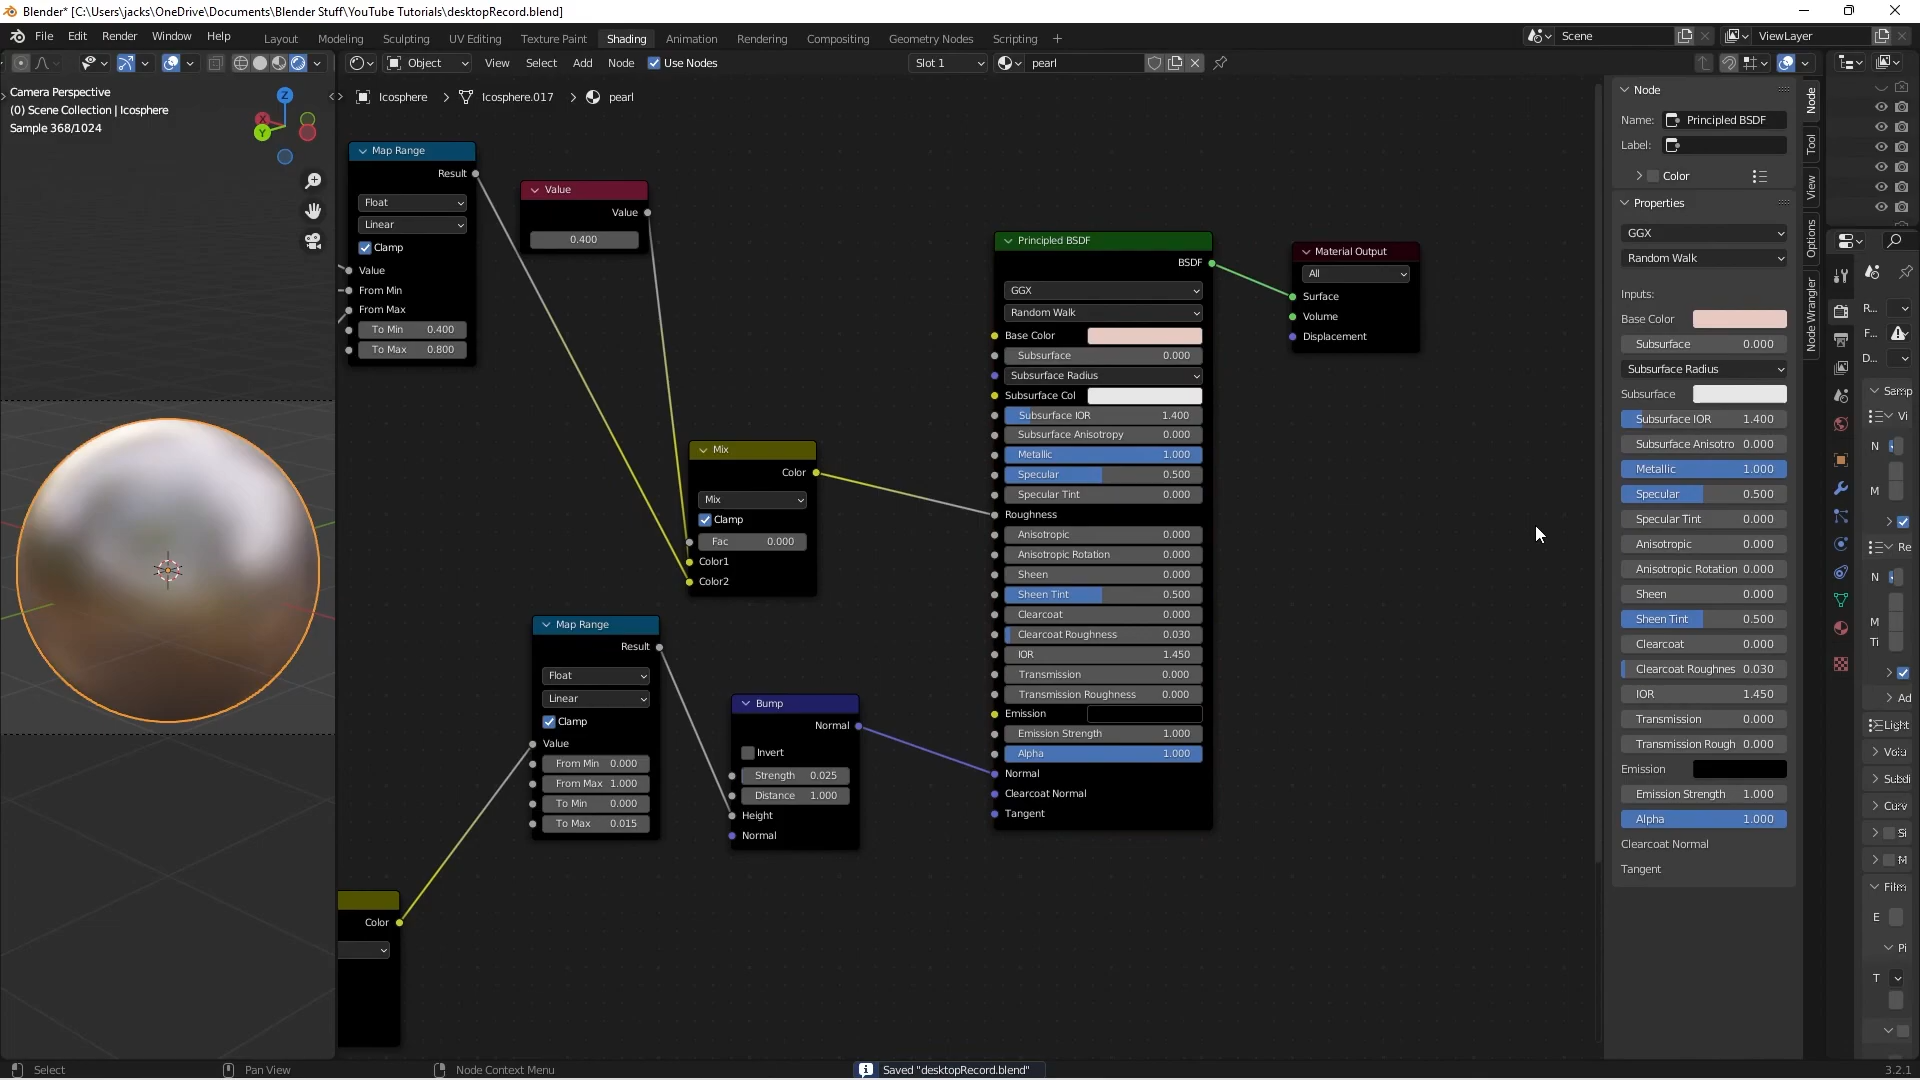 Blender* [C:\Users\jacks\OneDrive\Documents\Blender Stuff\YouTube Tutorials\desktopRecord.blend]
File Edit Render Window Help
Layout Modeling Sculpting UV Editing Texture Paint Shading Animation Rendering Compositing Geometry Nodes Scripting +
Scene
ViewLayer
Object View Select Add Node Use Nodes
Slot 1
pearl
Camera Perspective
(0) Scene Collection | Icosphere
Sample 368/1024
Z
X
Y
Icosphere > Icosphere.017 > pearl
Map Range
Result
Float
Linear
Clamp
Value
From Min
From Max
To Min 0.400
To Max 0.800
Value
Value
0.400
Mix
Color
Mix
Clamp
Fac 0.000
Color1
Color2
Map Range
Result
Float
Linear
Clamp
Value
From Min 0.000
From Max 1.000
To Min 0.000
To Max 0.015
Bump
Normal
Invert
Strength 0.025
Distance 1.000
Height
Normal
Color
Principled BSDF
BSDF
GGX
Random Walk
Base Color
Subsurface 0.000
Subsurface Radius
Subsurface Col
Subsurface IOR 1.400
Subsurface Anisotropy 0.000
Metallic 1.000
Specular 0.500
Specular Tint 0.000
Roughness
Anisotropic 0.000
Anisotropic Rotation 0.000
Sheen 0.000
Sheen Tint 0.500
Clearcoat 0.000
Clearcoat Roughness 0.030
IOR 1.450
Transmission 0.000
Transmission Roughness 0.000
Emission
Emission Strength 1.000
Alpha 1.000
Normal
Clearcoat Normal
Tangent
Material Output
All
Surface
Volume
Displacement
Node
Name: Principled BSDF
Label:
Color
Properties
GGX
Random Walk
Inputs:
Base Color
Subsurface 0.000
Subsurface Radius
Subsurface
Subsurface IOR 1.400
Subsurface Anisotro 0.000
Metallic 1.000
Specular 0.500
Specular Tint 0.000
Anisotropic 0.000
Anisotropic Rotation 0.000
Sheen 0.000
Sheen Tint 0.500
Clearcoat 0.000
Clearcoat Roughnes 0.030
IOR 1.450
Transmission 0.000
Transmission Rough 0.000
Emission
Emission Strength 1.000
Alpha 1.000
Clearcoat Normal
Tangent
Node
Tool
View
Options
Node Wrangler
R...
F...
D...
Samp
Vi
N
M
Re
N
M
Ti
Ad
Light
Volu
Subdi
Curv
Si
M
Film
E
Pi
T
Select
Pan View
Node Context Menu
Saved "desktopRecord.blend"
3.2.1